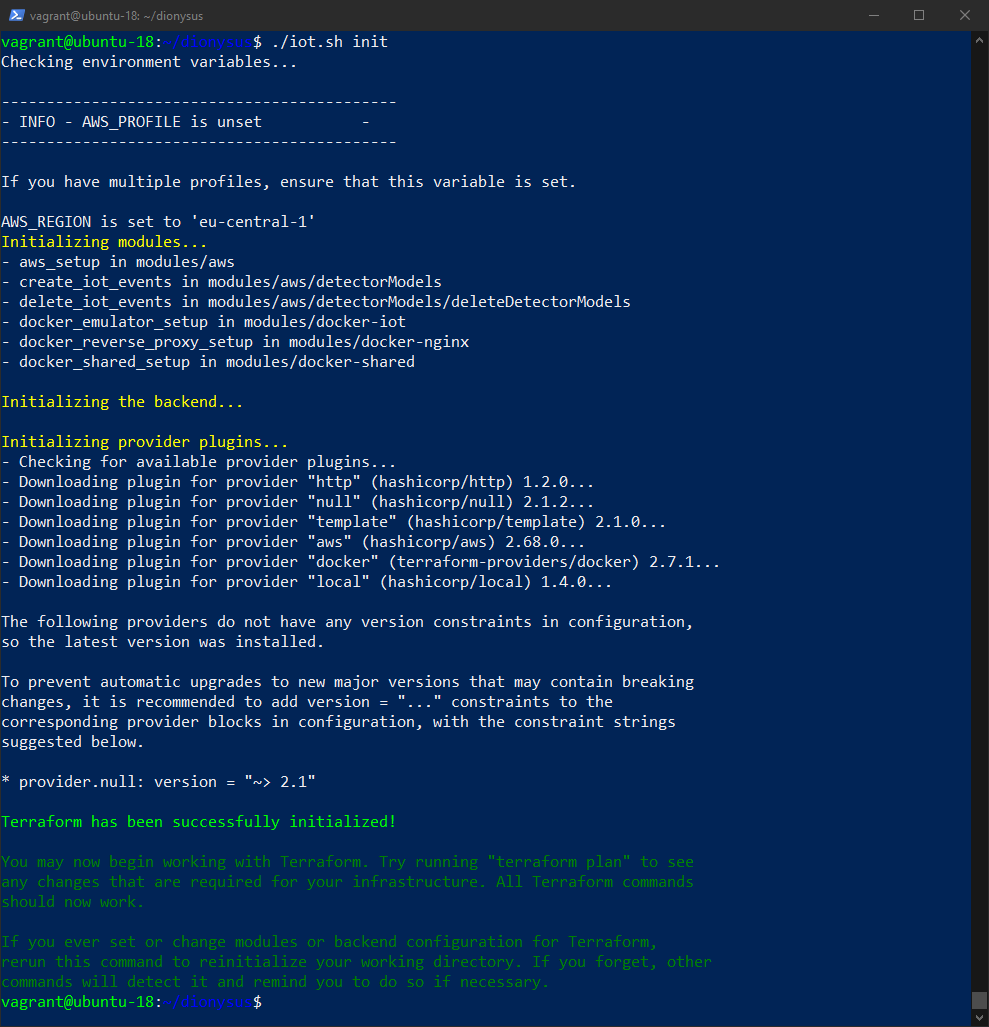 vagrant@ubuntu-18: ~/dionysus
vagrant@ubuntu-18:~/dionysus$ ./iot.sh init
Checking environment variables...
--------------------------------------------
- INFO - AWS_PROFILE is unset           -
--------------------------------------------
If you have multiple profiles, ensure that this variable is set.
AWS_REGION is set to 'eu-central-1'
Initializing modules...
- aws_setup in modules/aws
- create_iot_events in modules/aws/detectorModels
- delete_iot_events in modules/aws/detectorModels/deleteDetectorModels
- docker_emulator_setup in modules/docker-iot
- docker_reverse_proxy_setup in modules/docker-nginx
- docker_shared_setup in modules/docker-shared
Initializing the backend...
Initializing provider plugins...
- Checking for available provider plugins...
- Downloading plugin for provider "http" (hashicorp/http) 1.2.0...
- Downloading plugin for provider "null" (hashicorp/null) 2.1.2...
- Downloading plugin for provider "template" (hashicorp/template) 2.1.0...
- Downloading plugin for provider "aws" (hashicorp/aws) 2.68.0...
- Downloading plugin for provider "docker" (terraform-providers/docker) 2.7.1...
- Downloading plugin for provider "local" (hashicorp/local) 1.4.0...
The following providers do not have any version constraints in configuration,
so the latest version was installed.
To prevent automatic upgrades to new major versions that may contain breaking
changes, it is recommended to add version = "..." constraints to the
corresponding provider blocks in configuration, with the constraint strings
suggested below.
* provider.null: version = "~> 2.1"
Terraform has been successfully initialized!
You may now begin working with Terraform. Try running "terraform plan" to see
any changes that are required for your infrastructure. All Terraform commands
should now work.
If you ever set or change modules or backend configuration for Terraform,
rerun this command to reinitialize your working directory. If you forget, other
commands will detect it and remind you to do so if necessary.
vagrant@ubuntu-18:~/dionysus$